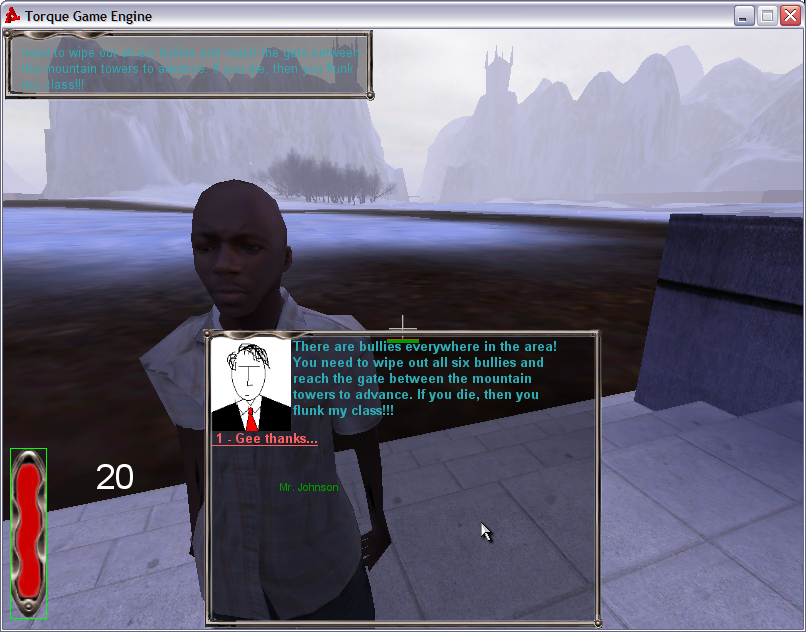 Torque Game Engine
need to wipe out all six bullies and reach the gate between
the mountain towers to advance. If you die, then you flunk
my class!!!
There are bullies everywhere in the area!
You need to wipe out all six bullies and
reach the gate between the mountain
towers to advance. If you die, then you
flunk my class!!!
1 - Gee thanks...
20
Mr. Johnson